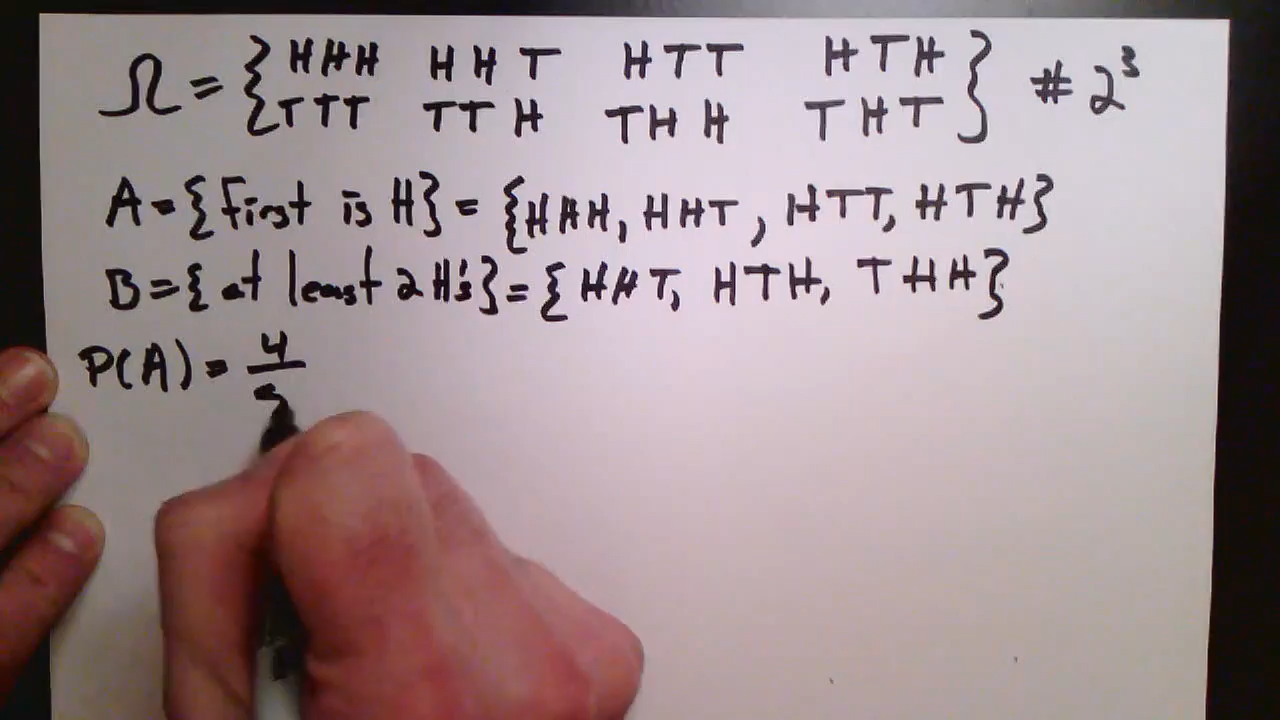 Ω = { HHH HHT HTT HTH } # 2³
TTT TTH THH THT
A = { First is H } = { HHH, HHT, HTT, HTH }
B = { at least 2 H's } = { HHT, HTH, THH }
P(A) = 4